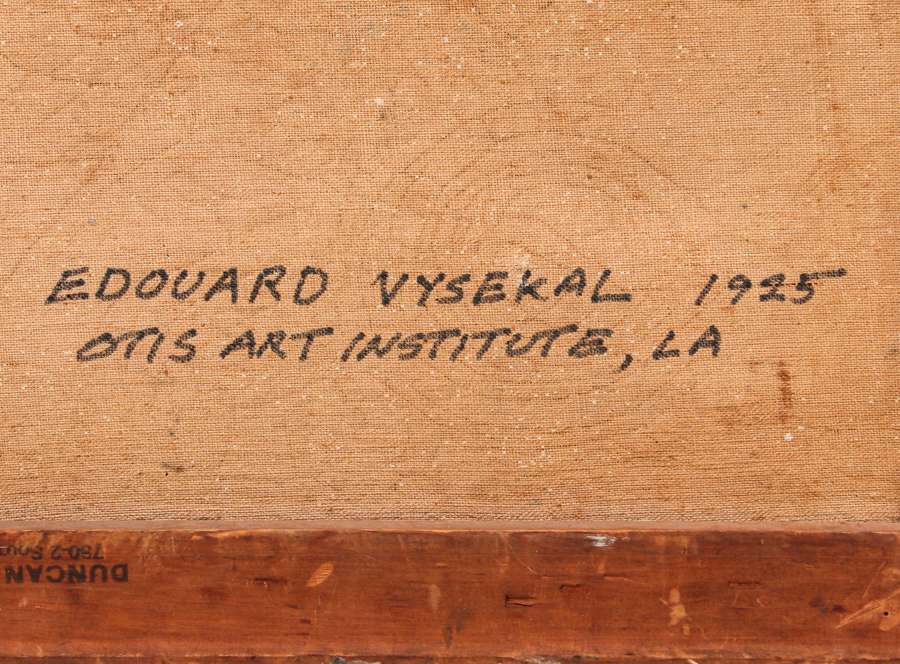 EDOUARD VYSEKAL 1925
OTIS ART INSTITUTE, LA
DUNCAN